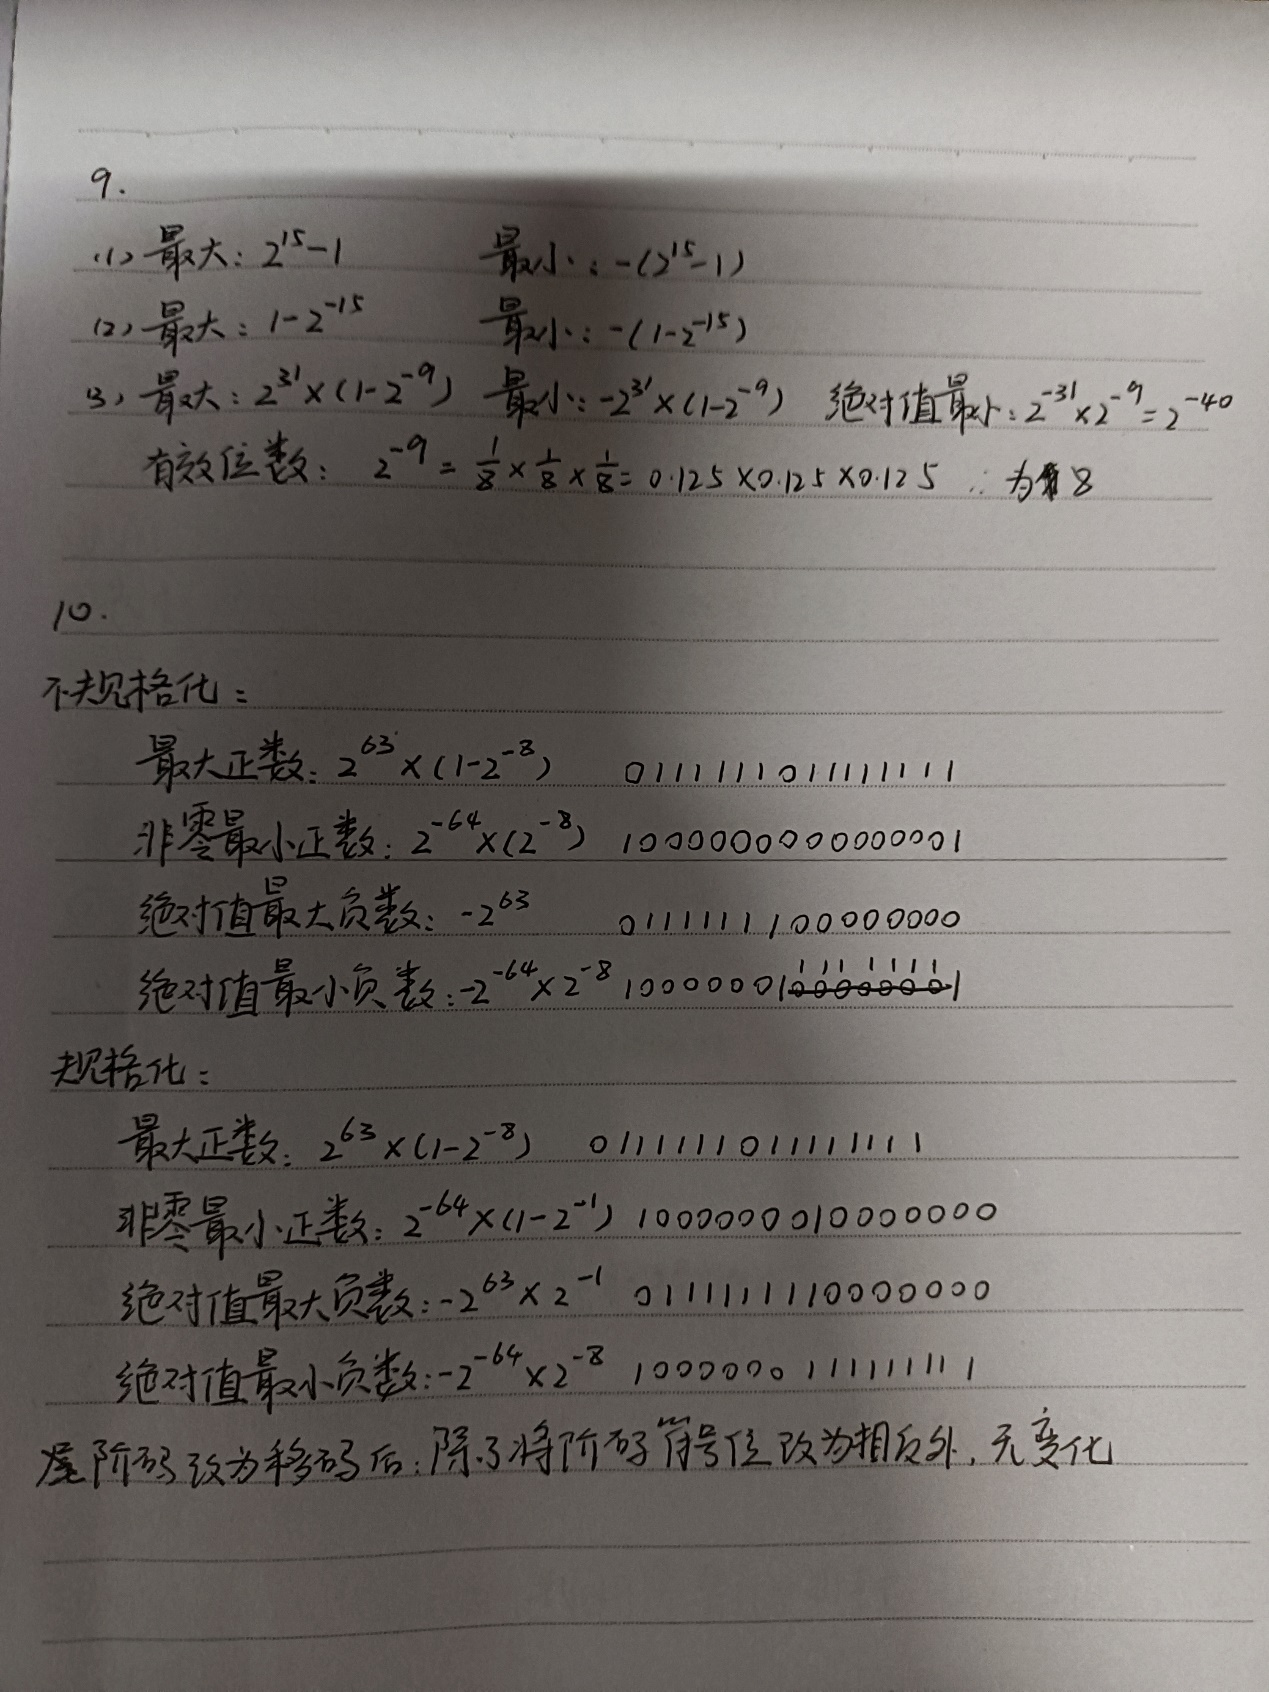 9.
(1) 最大: 2^15-1 最小: -(2^15-1)
(2) 最大: 1-2^-15 最小: -(1-2^-15)
(3) 最大: 2^31×(1-2^-9) 最小: -2^31×(1-2^-9) 绝对值最小: 2^-31×2^-9=2^-40
有效位数: 2^-9 = 1/8 × 1/8 × 1/8 = 0.125×0.125×0.125 ∴ 为 8
10.
不规格化:
最大正数: 2^63×(1-2^-8) 0111111011111111
非零最小正数: 2^-64×(2^-8) 1000000000000001
绝对值最大负数: -2^63 0111111100000000
绝对值最小负数: -2^-64×2^-8 1000000111111111
规格化:
最大正数: 2^63×(1-2^-8) 0111111011111111
非零最小正数: 2^-64×(1-2^-1) 1000000010000000
绝对值最大负数: -2^63×2^-1 0111111110000000
绝对值最小负数: -2^-64×2^-8 1000000111111111
阶码改为移码后: 除了将阶码符号位改为相反外, 无变化